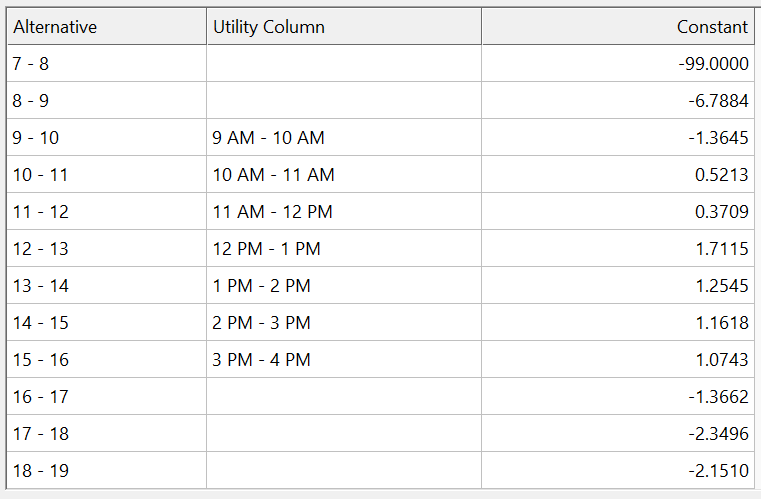 Alternative Utility Column Constant
7 - 8 -99.0000
8 - 9 -6.7884
9 - 10 9 AM - 10 AM -1.3645
10 - 11 10 AM - 11 AM 0.5213
11 - 12 11 AM - 12 PM 0.3709
12 - 13 12 PM - 1 PM 1.7115
13 - 14 1 PM - 2 PM 1.2545
14 - 15 2 PM - 3 PM 1.1618
15 - 16 3 PM - 4 PM 1.0743
16 - 17 -1.3662
17 - 18 -2.3496
18 - 19 -2.1510